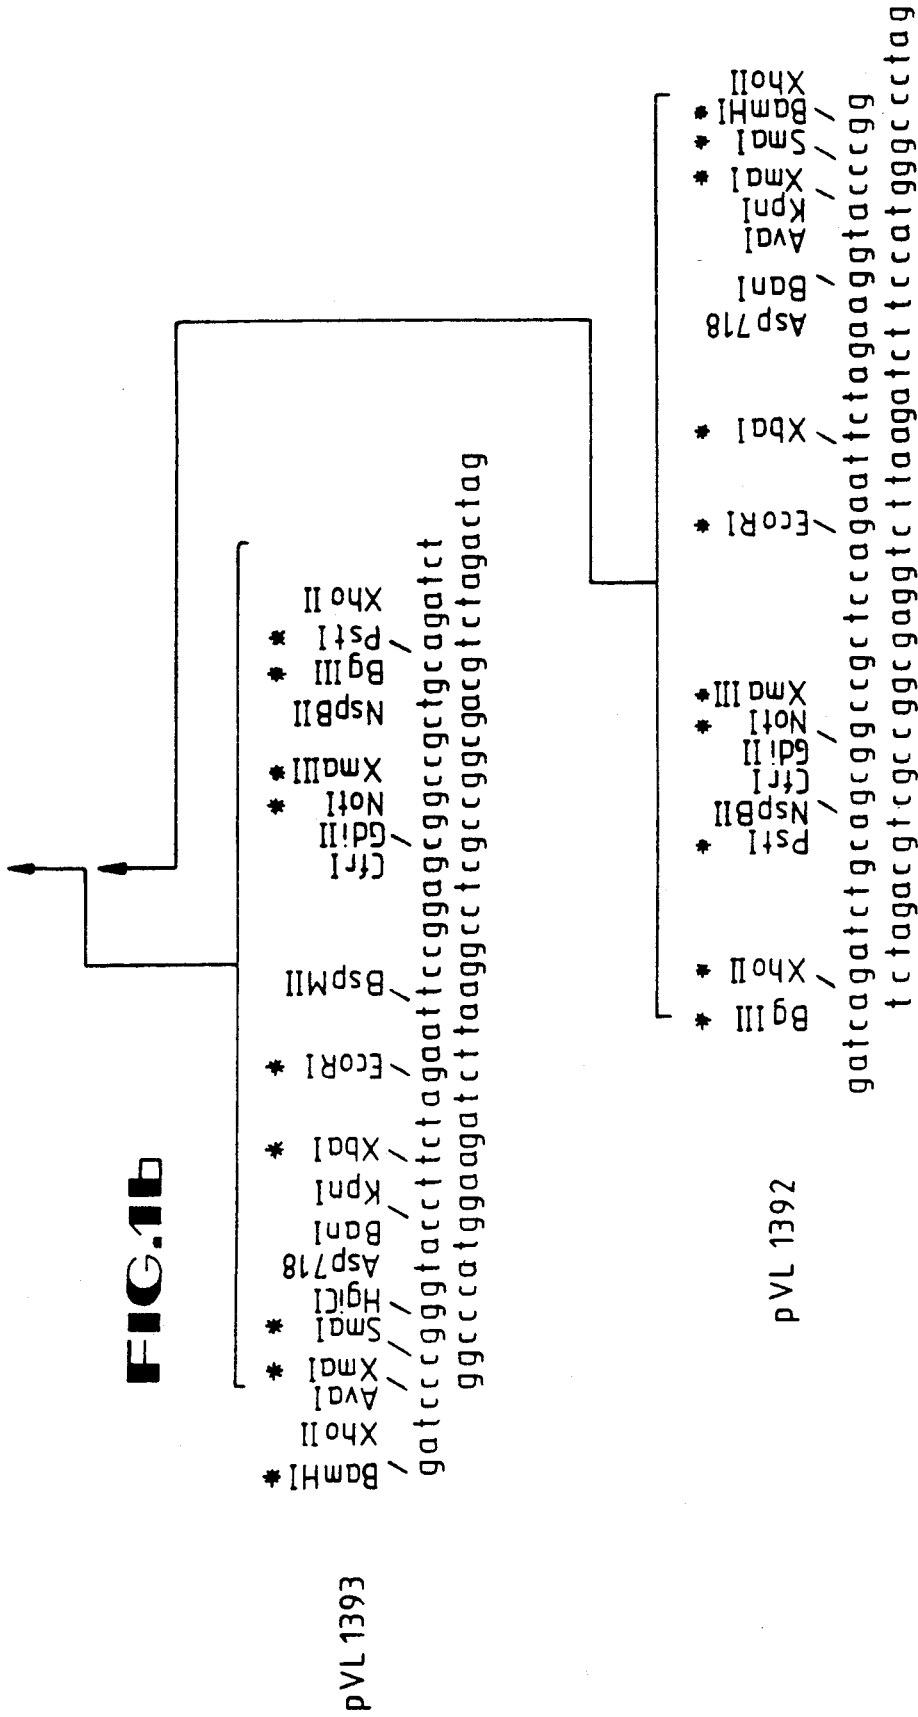 FIG.1b
pVL 1393
* BamHI
XhoII
AvaI
* XmaI
* SmaI
HgiCI
Asp718
BanI
KpnI
* XbaI
* EcoRI
BspMII
CfrI
GdiII
* NotI
* XmaIII
NspBII
* BglII
* PstI
XhoII
gatcccgggtaccttctagaattccggagcggccgctgcagatct
ggcccatggaagatcttaaggcctcgccggcgacgtctagactag
pVL 1392
* BglII
* XhoII
* PstI
NspBII
CfrI
GdiII
* NotI
* XmaIII
* EcoRI
* XbaI
Asp718
BanI
AvaI
KpnI
* XmaI
* SmaI
* BamHI
XhoII
gatcagatctgcagcggccgctccagaattctagaaggtacccgg
tctagacgtcgccggcgaggtcttaagatcttccatgggccctag